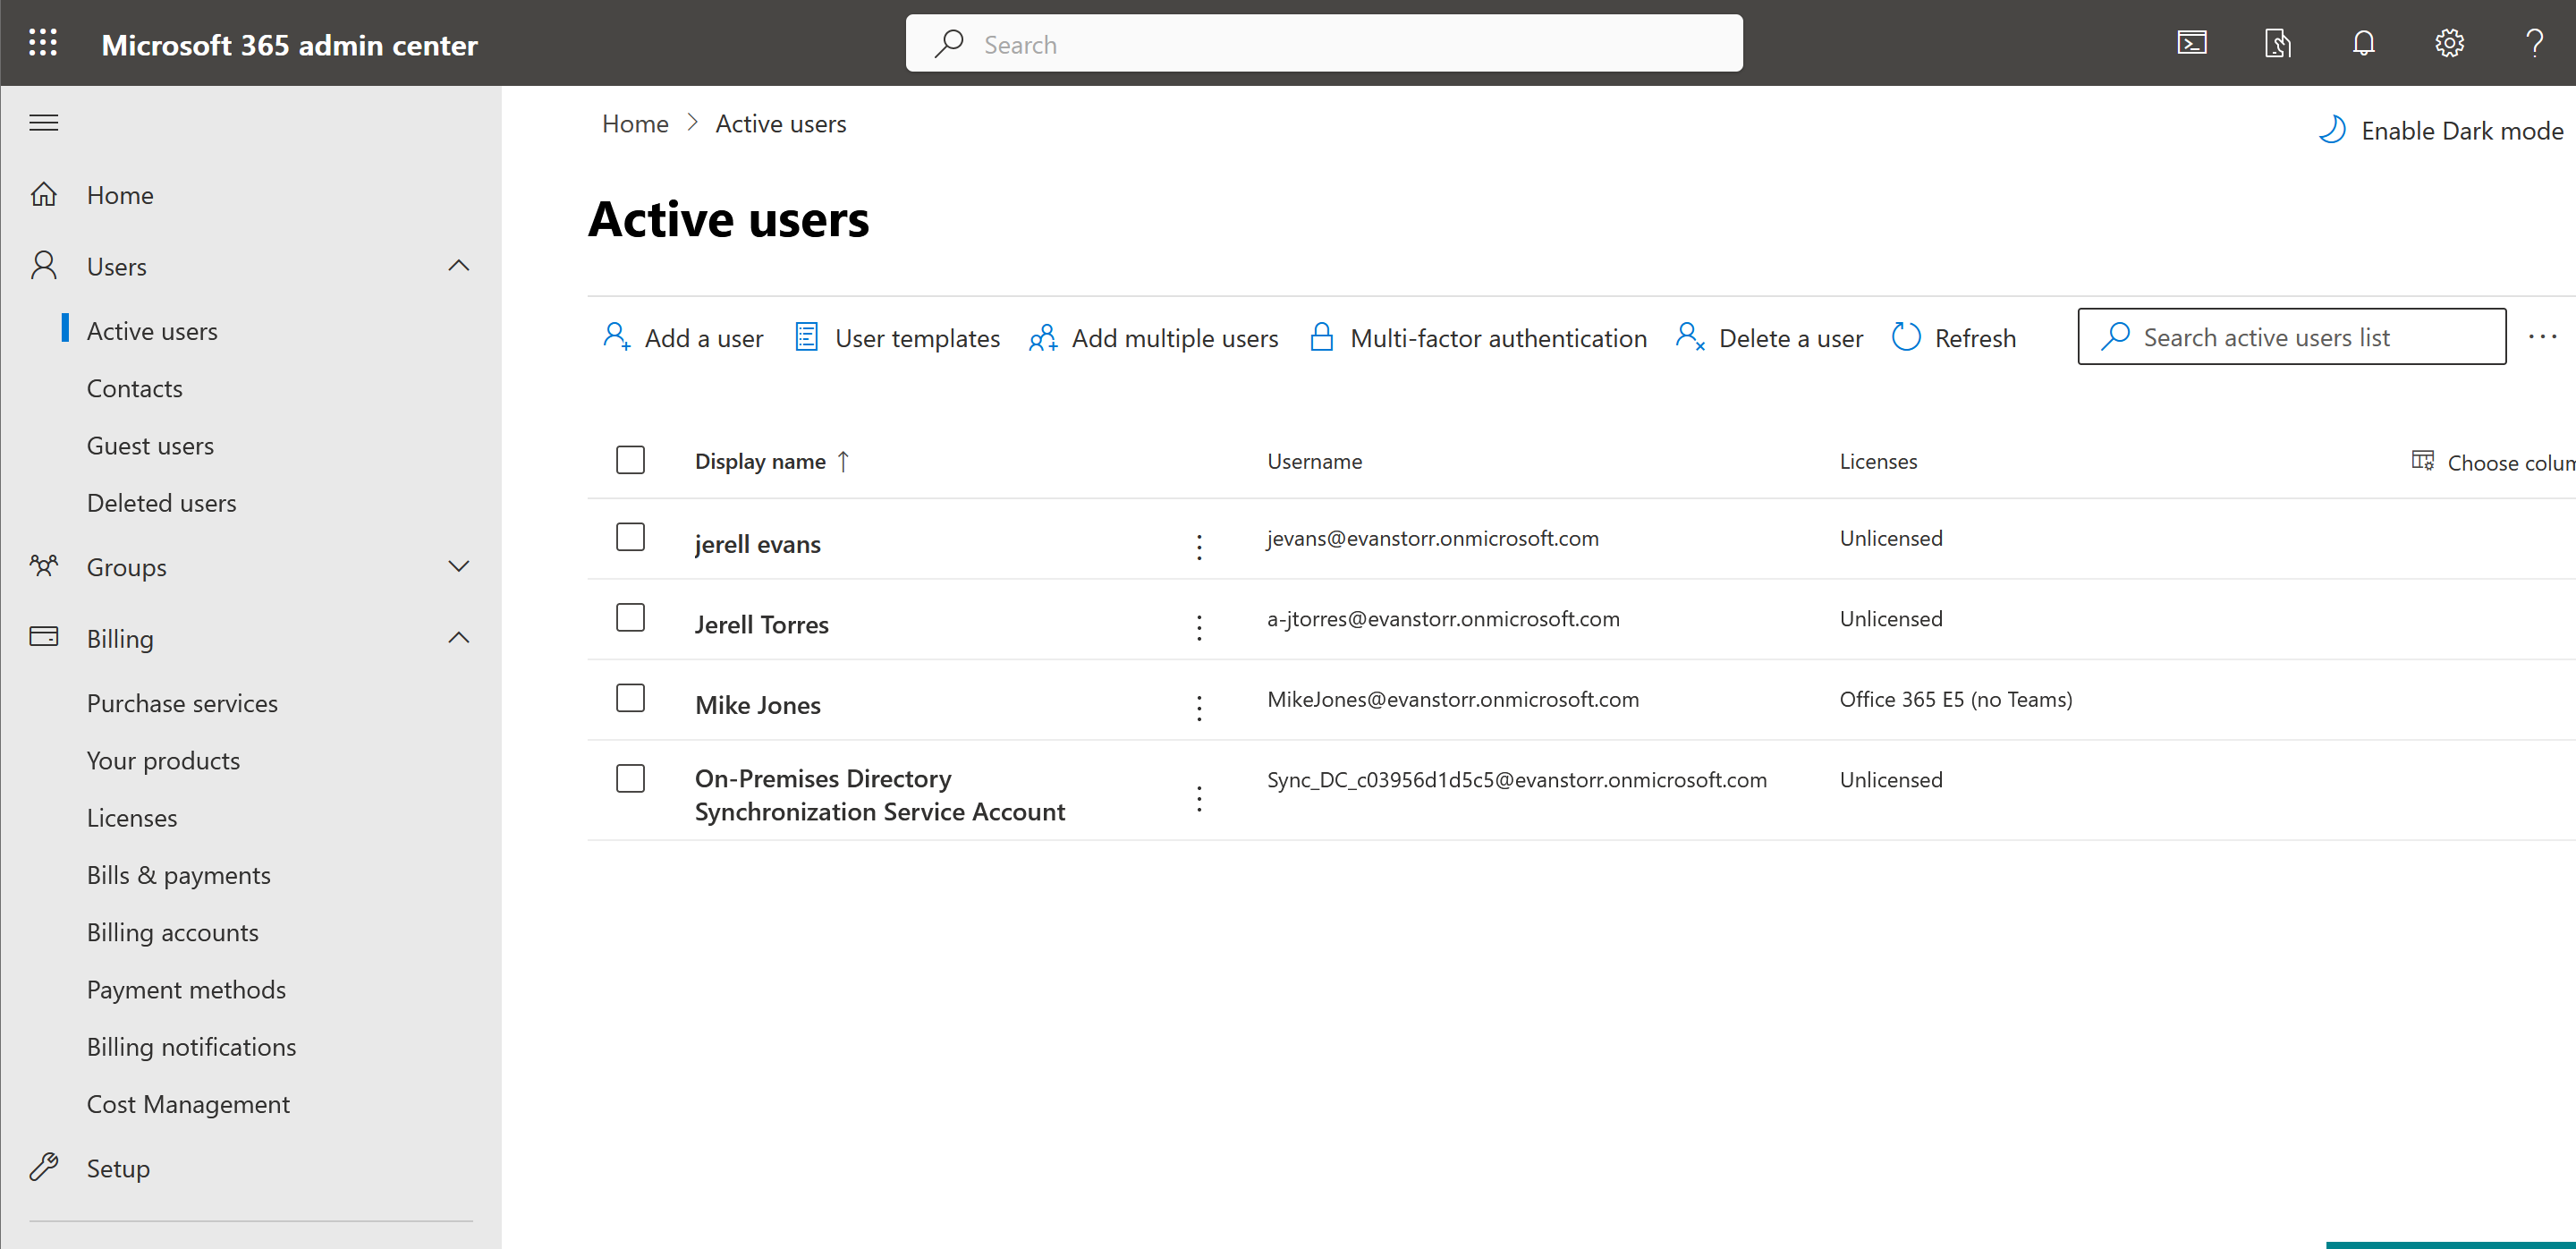 Microsoft 365 admin center
Search
Home
Users
Active users
Contacts
Guest users
Deleted users
Groups
Billing
Purchase services
Your products
Licenses
Bills & payments
Billing accounts
Payment methods
Billing notifications
Cost Management
Setup
Home > Active users
Enable Dark mode
Active users
Add a user User templates Add multiple users Multi-factor authentication Delete a user Refresh Search active users list
Display name ↑ Username Licenses Choose colum
jerell evans jevans@evanstorr.onmicrosoft.com Unlicensed
Jerell Torres a-jtorres@evanstorr.onmicrosoft.com Unlicensed
Mike Jones MikeJones@evanstorr.onmicrosoft.com Office 365 E5 (no Teams)
On-Premises Directory Sync_DC_c03956d1d5c5@evanstorr.onmicrosoft.com Unlicensed
Synchronization Service Account